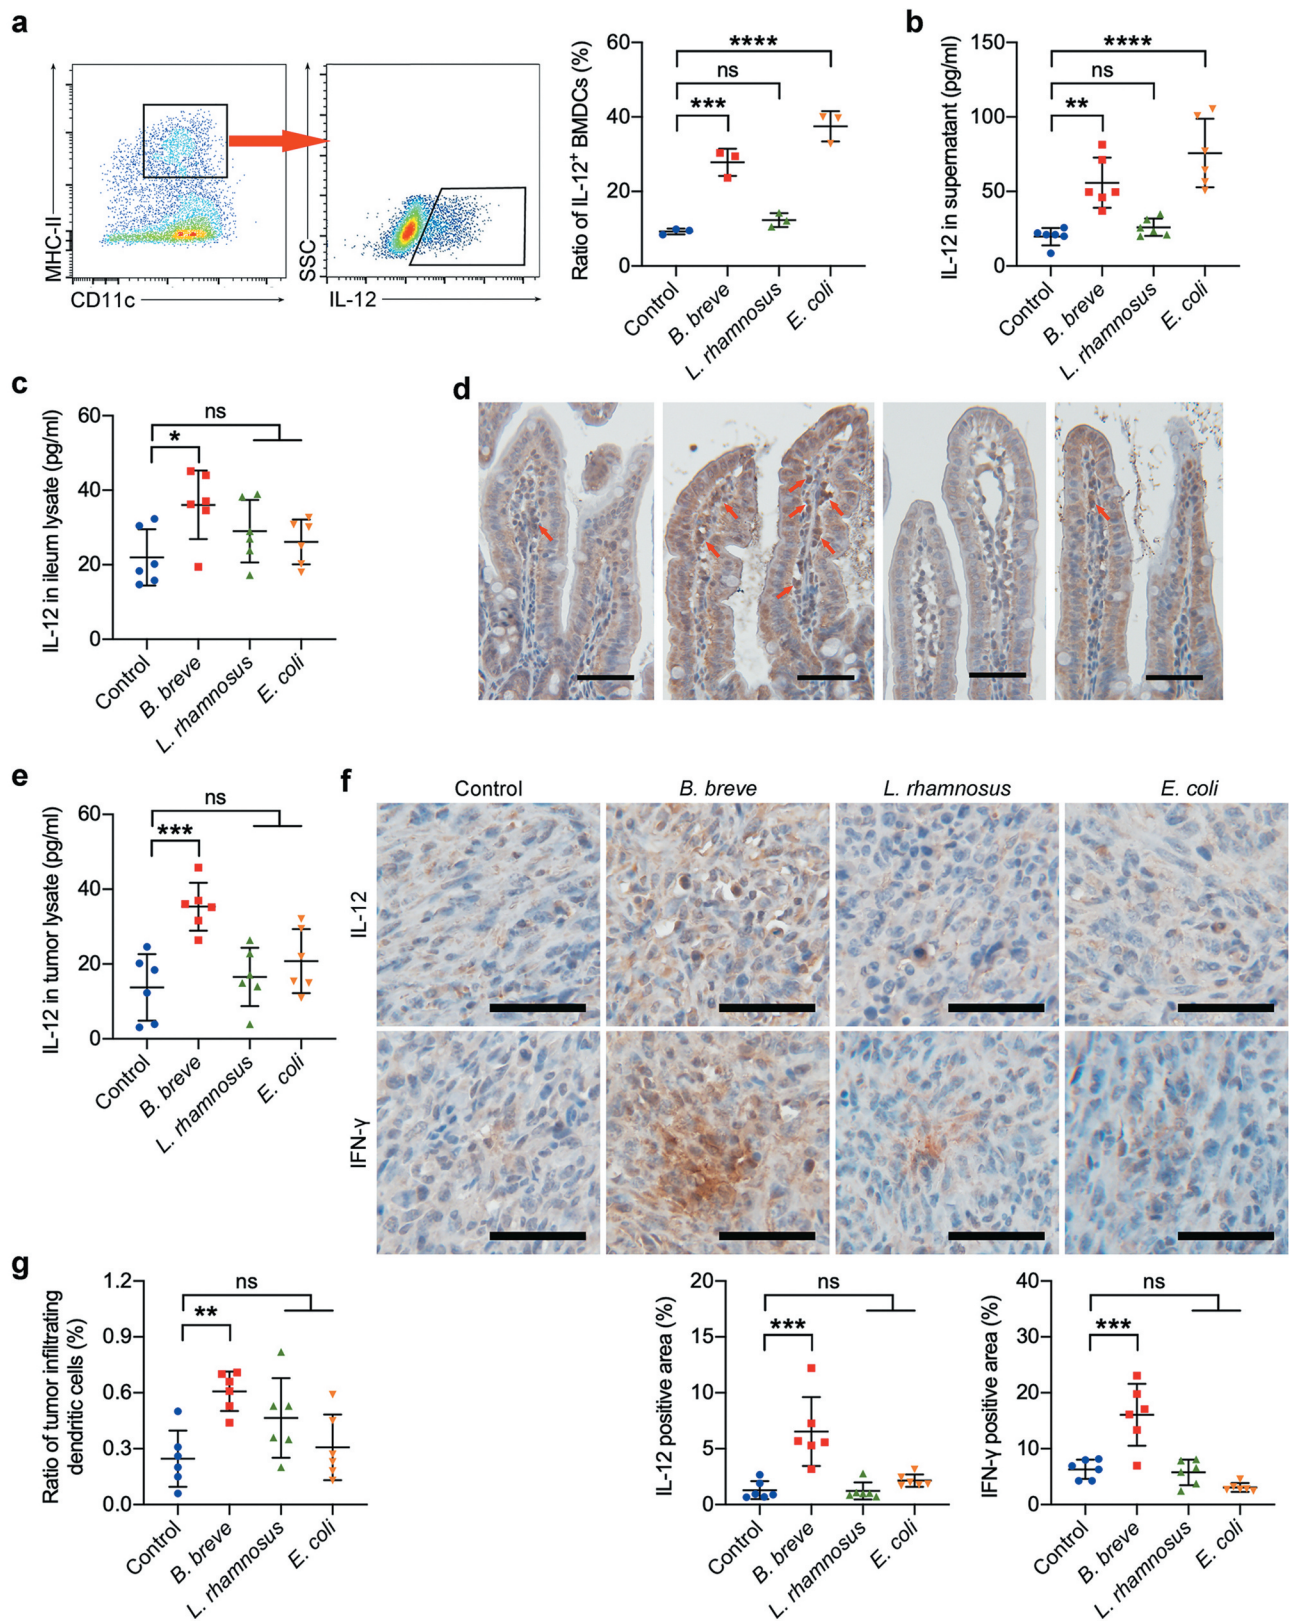 a
MHC-II
CD11c
SSC
IL-12
Ratio of IL-12⁺ BMDCs (%)
60
40
20
0
****
ns
***
Control
B. breve
L. rhamnosus
E. coli
b
IL-12 in supernatant (pg/ml)
150
100
50
0
****
ns
**
Control
B. breve
L. rhamnosus
E. coli
c
IL-12 in ileum lysate (pg/ml)
60
40
20
0
ns
*
Control
B. breve
L. rhamnosus
E. coli
d
e
IL-12 in tumor lysate (pg/ml)
60
40
20
0
ns
***
Control
B. breve
L. rhamnosus
E. coli
f
Control
B. breve
L. rhamnosus
E. coli
IL-12
IFN-γ
g
Ratio of tumor infiltrating
dendritic cells (%)
1.2
0.9
0.6
0.3
0.0
ns
**
Control
B. breve
L. rhamnosus
E. coli
IL-12 positive area (%)
20
15
10
5
0
ns
***
Control
B. breve
L. rhamnosus
E. coli
IFN-γ positive area (%)
40
30
20
10
0
ns
***
Control
B. breve
L. rhamnosus
E. coli